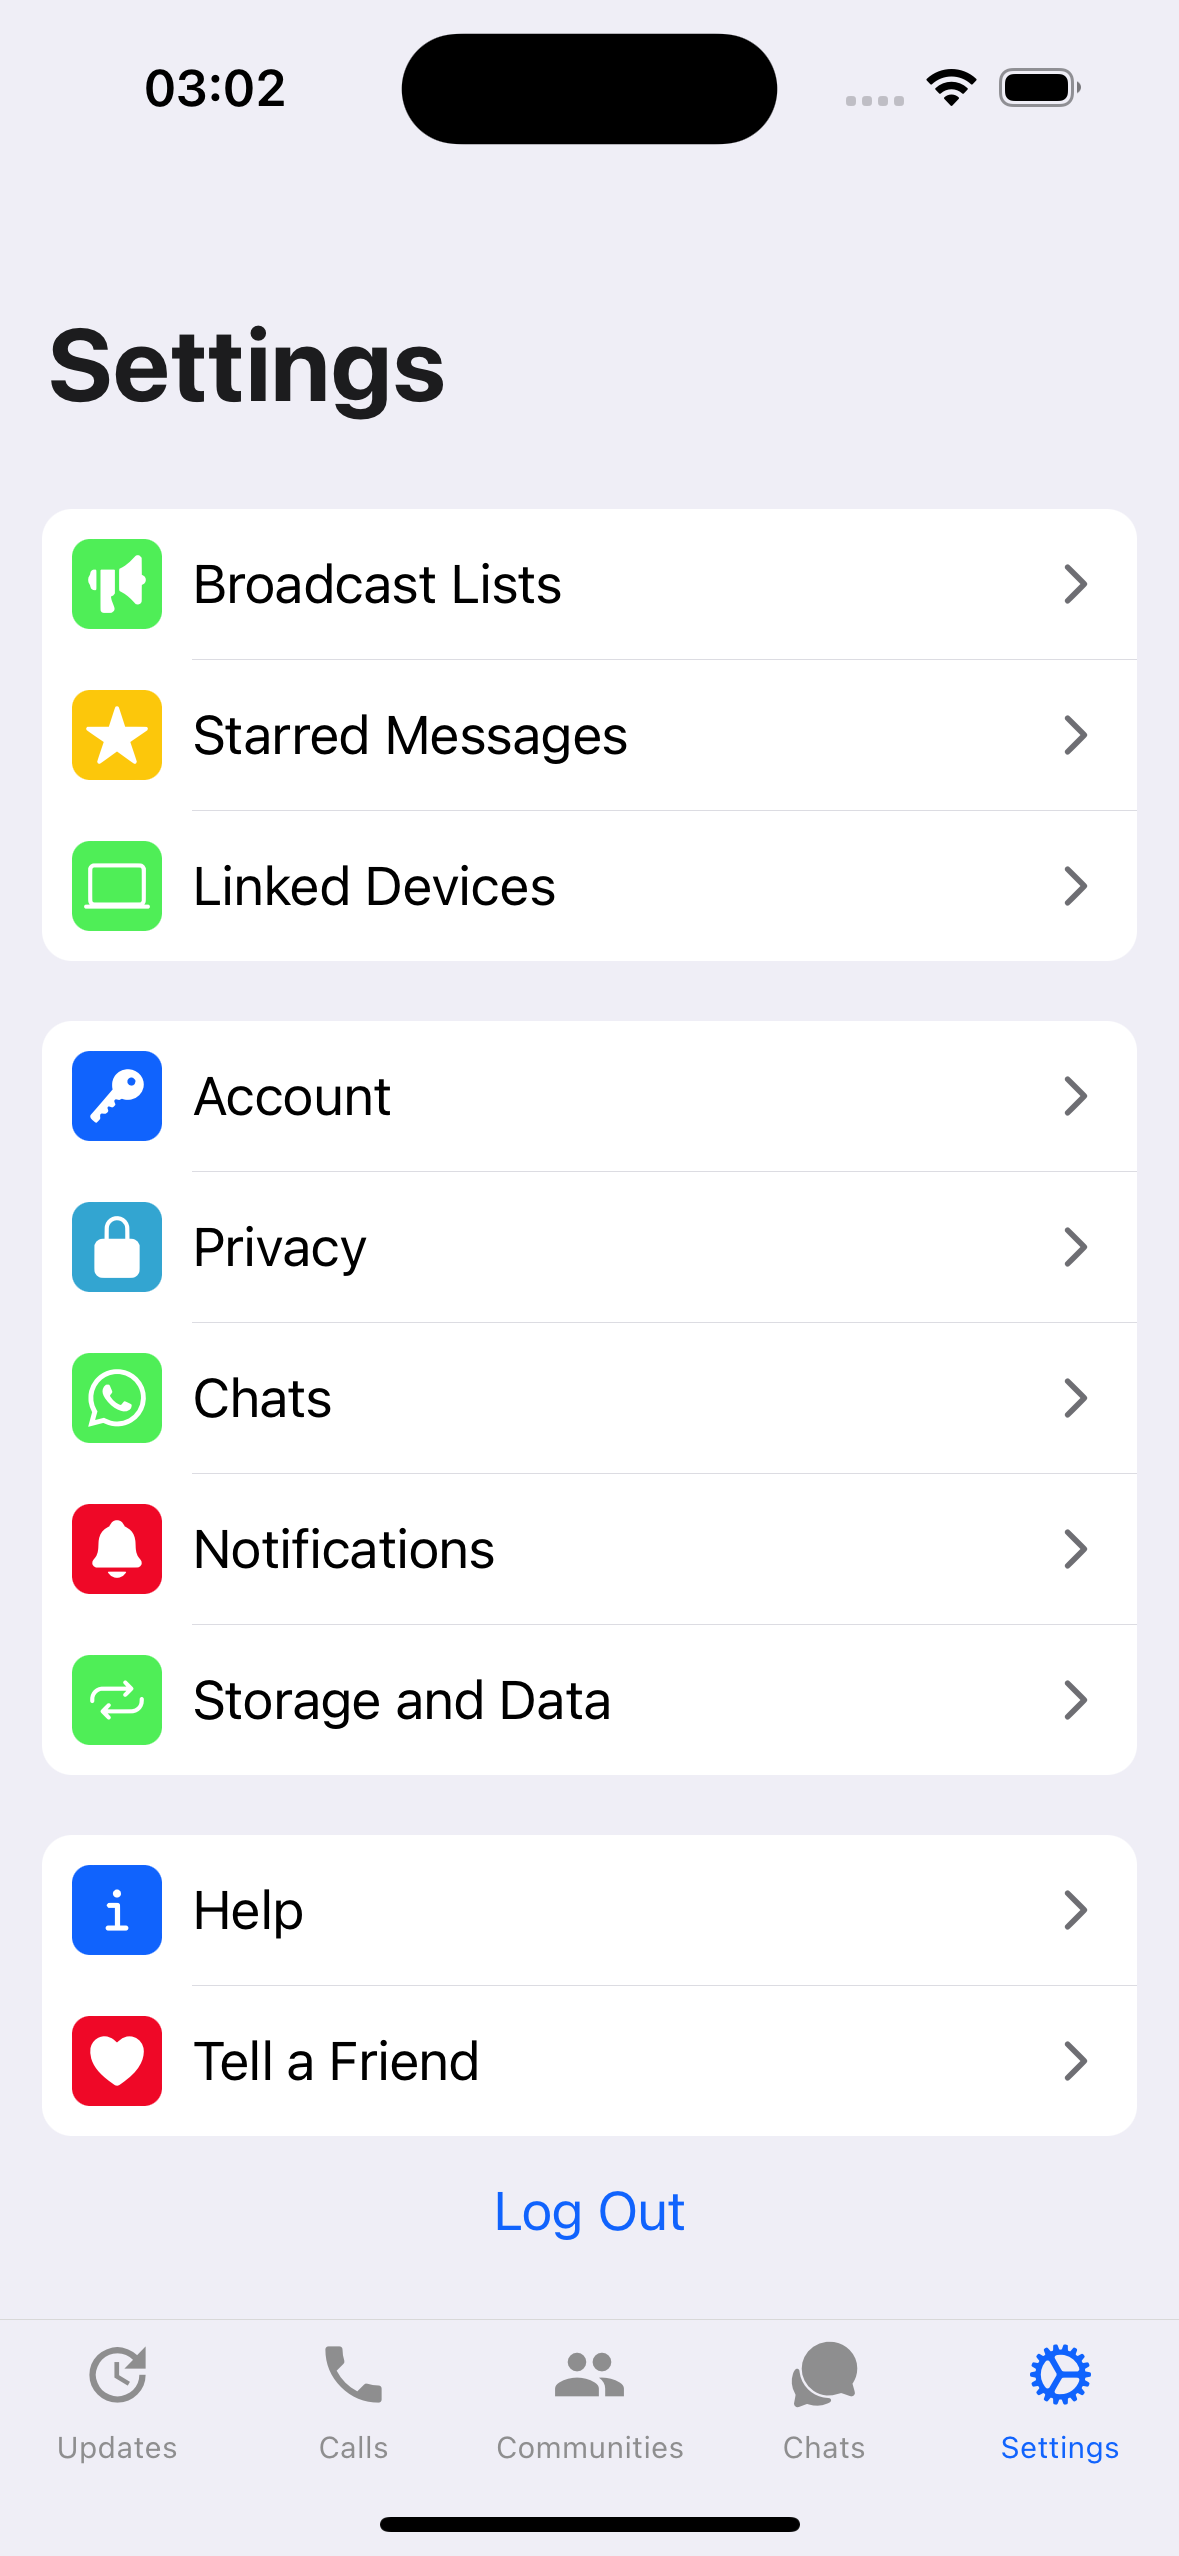 03:02
Settings
Broadcast Lists
Starred Messages
Linked Devices
Account
Privacy
Chats
Notifications
Storage and Data
Help
Tell a Friend
Log Out
Updates
Calls
Communities
Chats
Settings